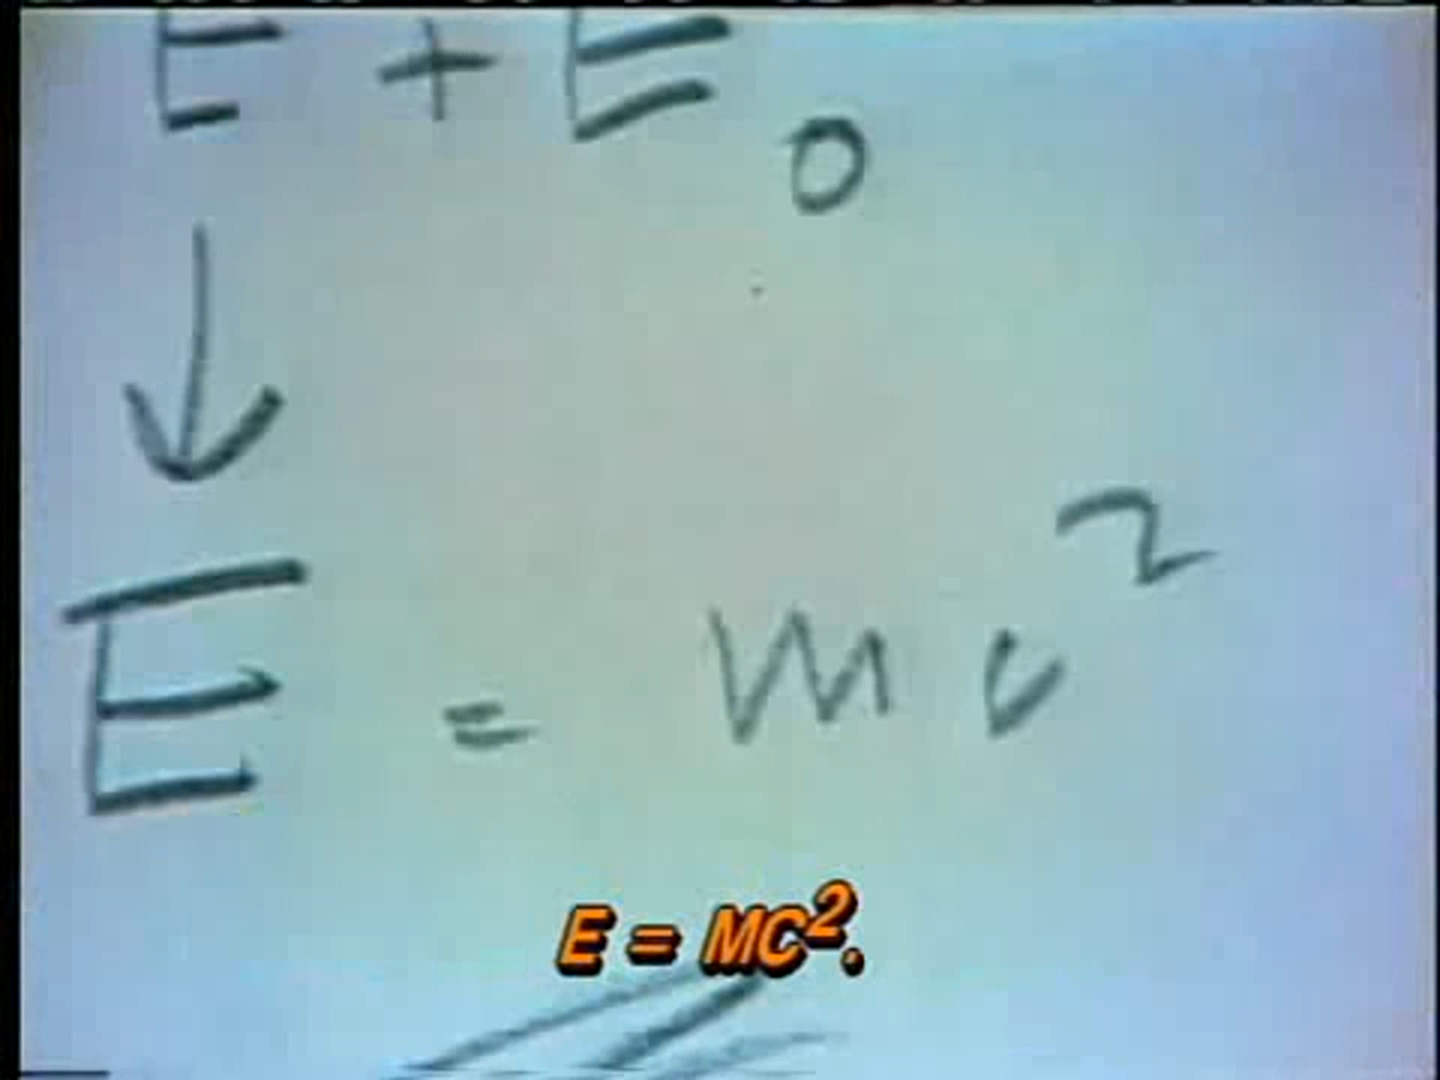 E + E₀
E = mc²
E = MC².